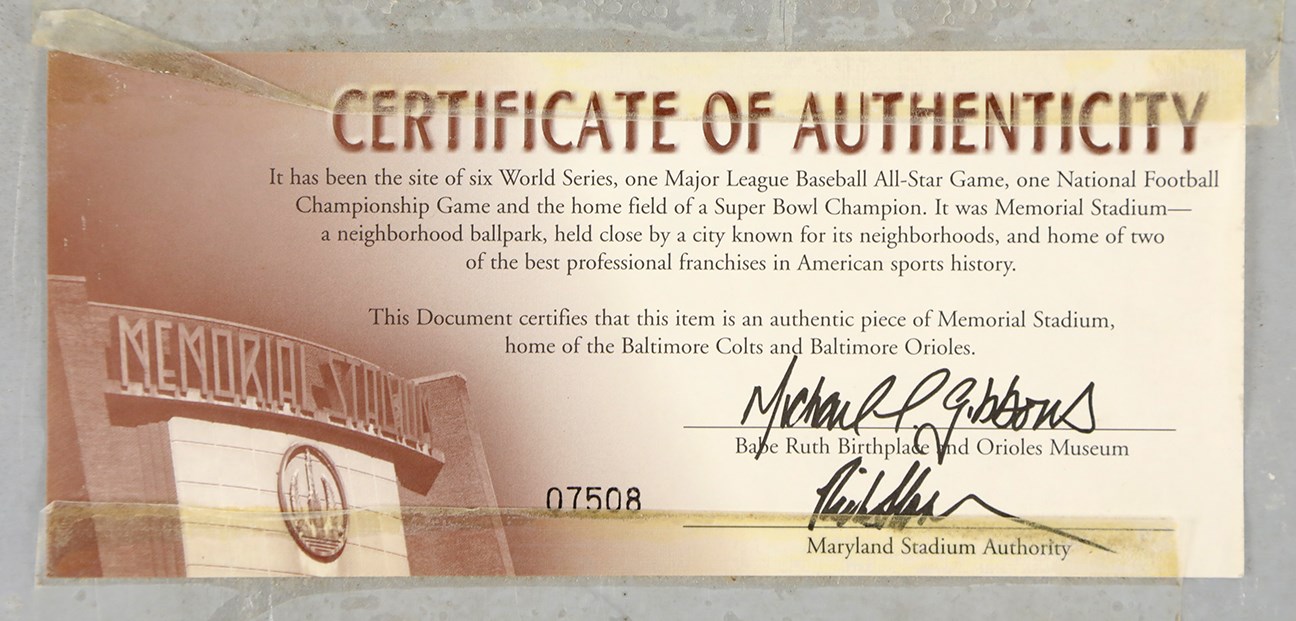 CERTIFICATE OF AUTHENTICITY
It has been the site of six World Series, one Major League Baseball All-Star Game, one National Football
Championship Game and the home field of a Super Bowl Champion. It was Memorial Stadium—
a neighborhood ballpark, held close by a city known for its neighborhoods, and home of two
of the best professional franchises in American sports history.
This Document certifies that this item is an authentic piece of Memorial Stadium,
home of the Baltimore Colts and Baltimore Orioles.
MEMORIAL STADIUM
Michael P. Gibbons
Babe Ruth Birthplace and Orioles Museum
07508
Maryland Stadium Authority